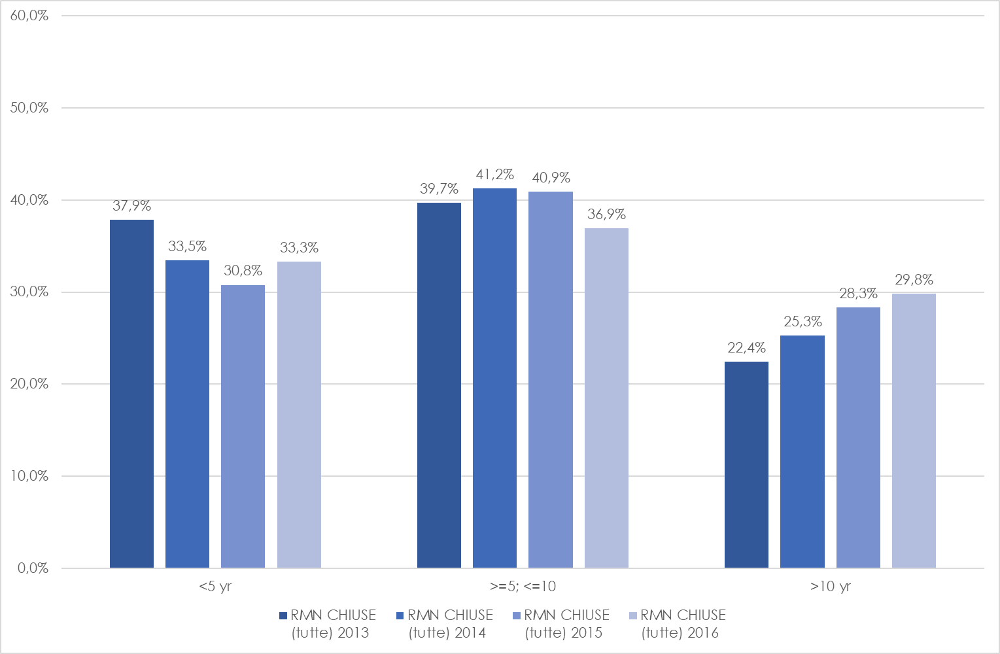 60,0%
50,0%
40,0%
30,0%
20,0%
10,0%
0,0%
37,9%
33,5%
30,8%
33,3%
39,7%
41,2%
40,9%
36,9%
22,4%
25,3%
28,3%
29,8%
<5 yr
>=5; <=10
>10 yr
RMN CHIUSE
(tutte) 2013
RMN CHIUSE
(tutte) 2014
RMN CHIUSE
(tutte) 2015
RMN CHIUSE
(tutte) 2016